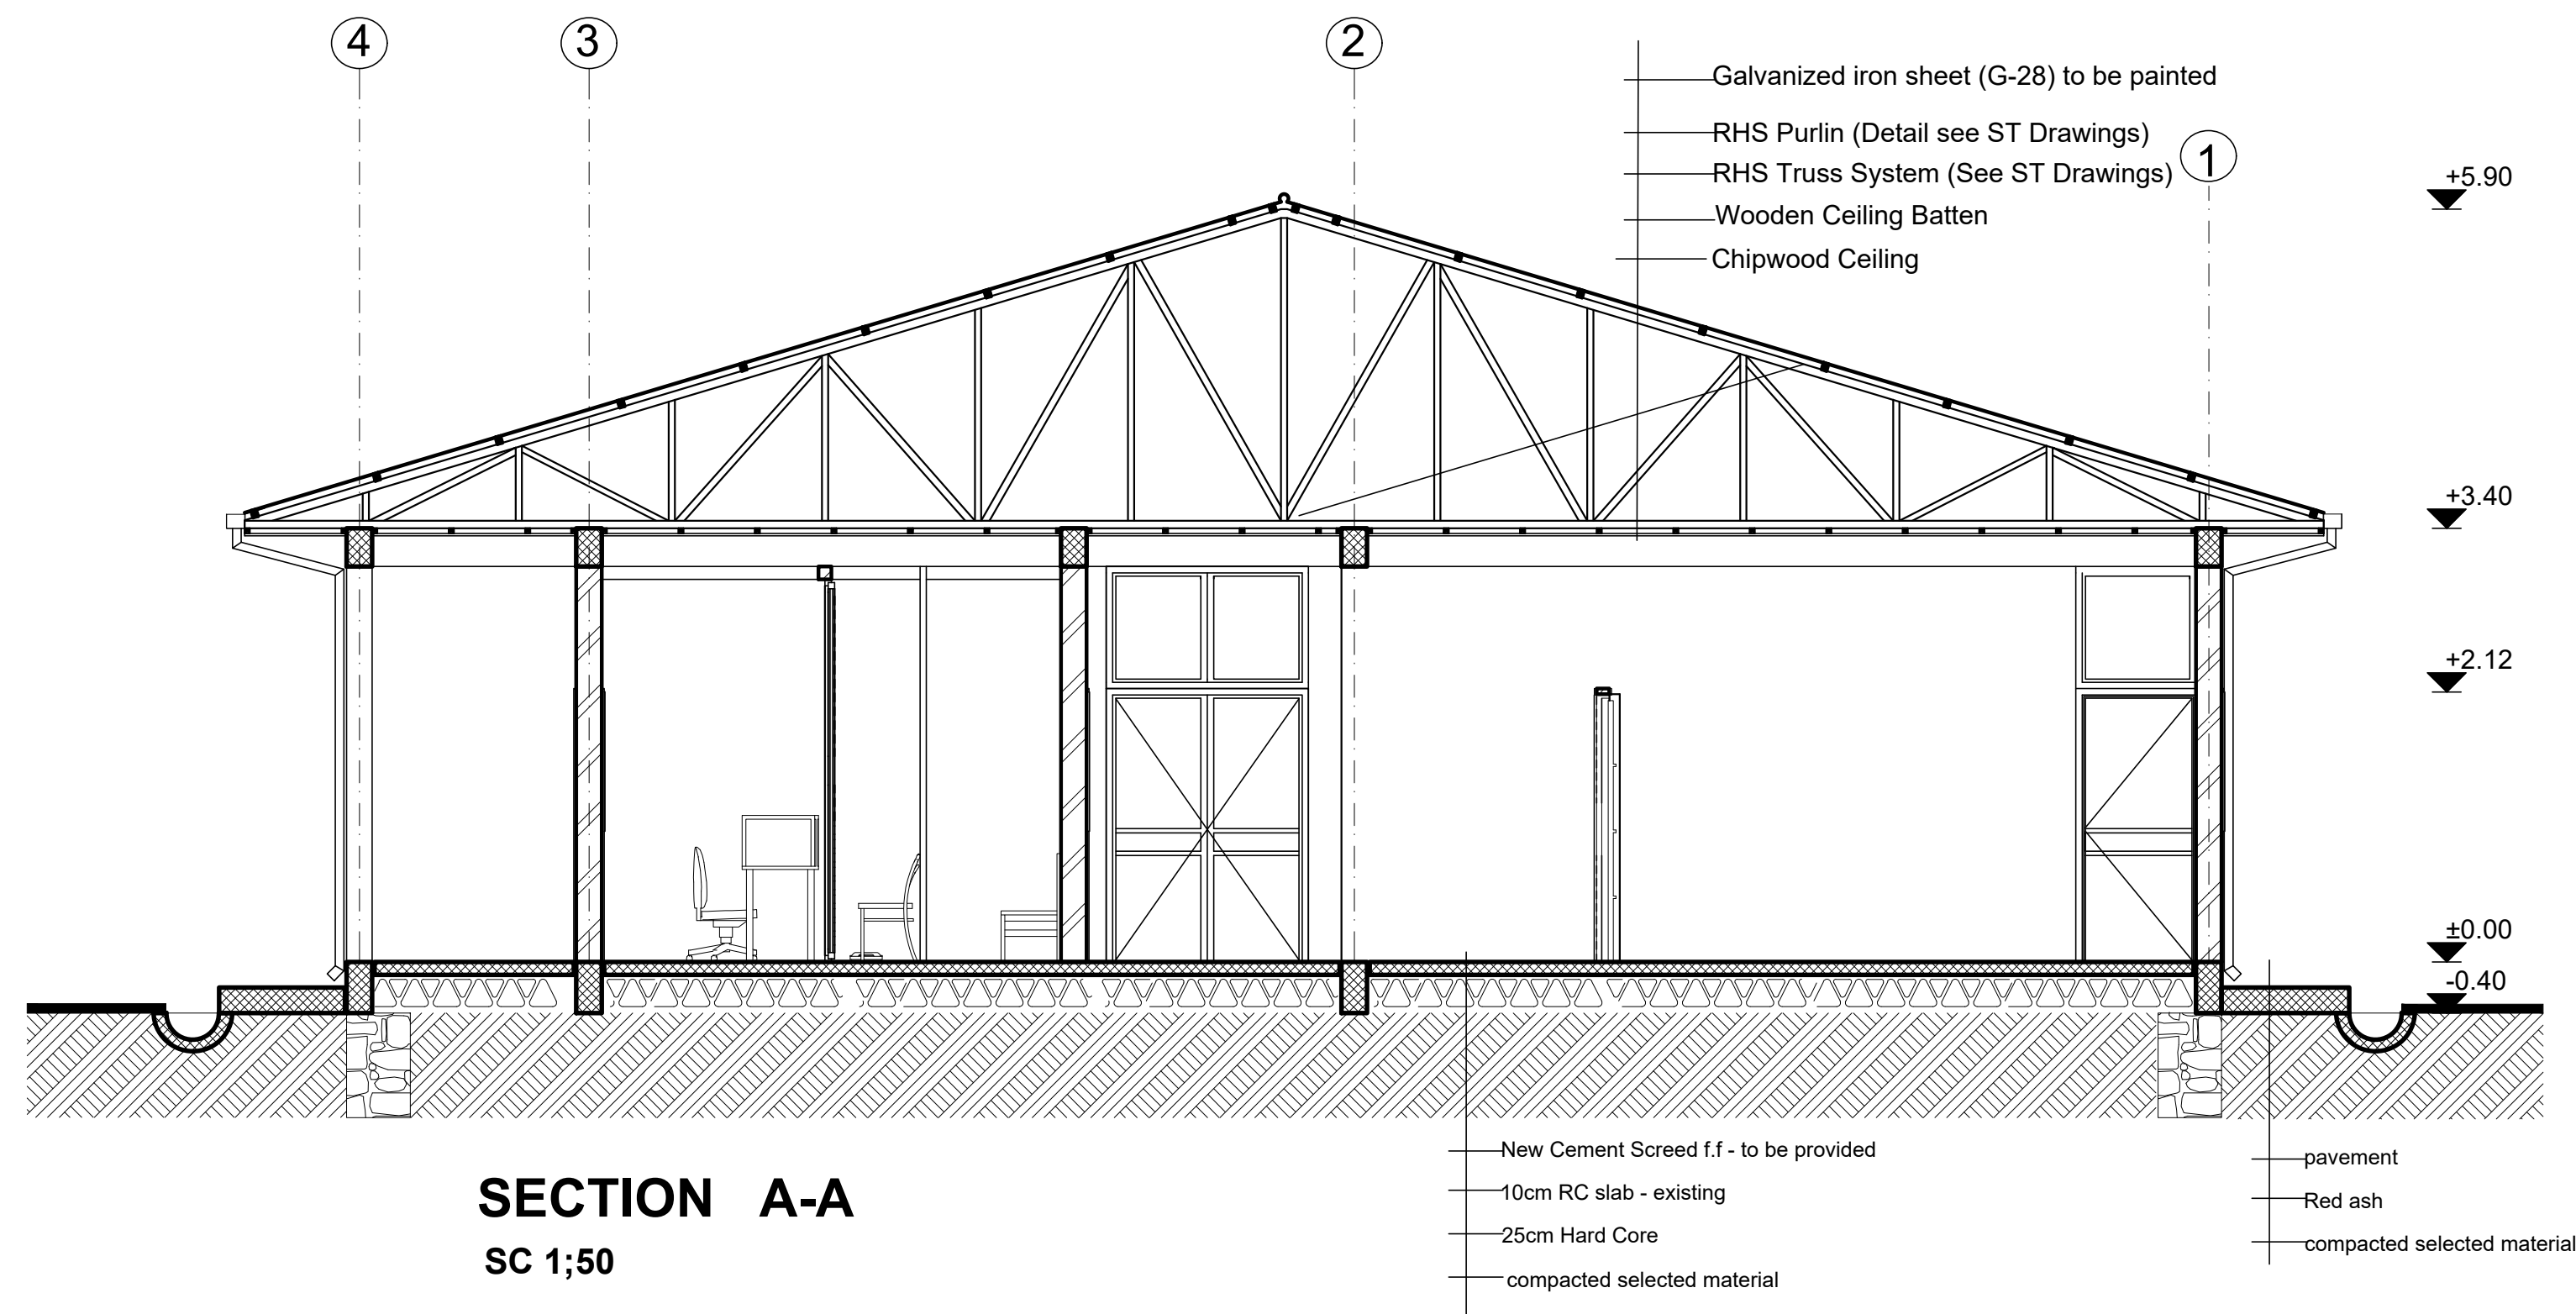 4
3
2
Galvanized iron sheet (G-28) to be painted
RHS Purlin (Detail see ST Drawings)
1
RHS Truss System (See ST Drawings)
+5.90
Wooden Ceiling Batten
Chipwood Ceiling
+3.40
+2.12
±0.00
-0.40
New Cement Screed f.f - to be provided
10cm RC slab - existing
25cm Hard Core
compacted selected material
pavement
Red ash
compacted selected material
SECTION A-A
SC 1;50